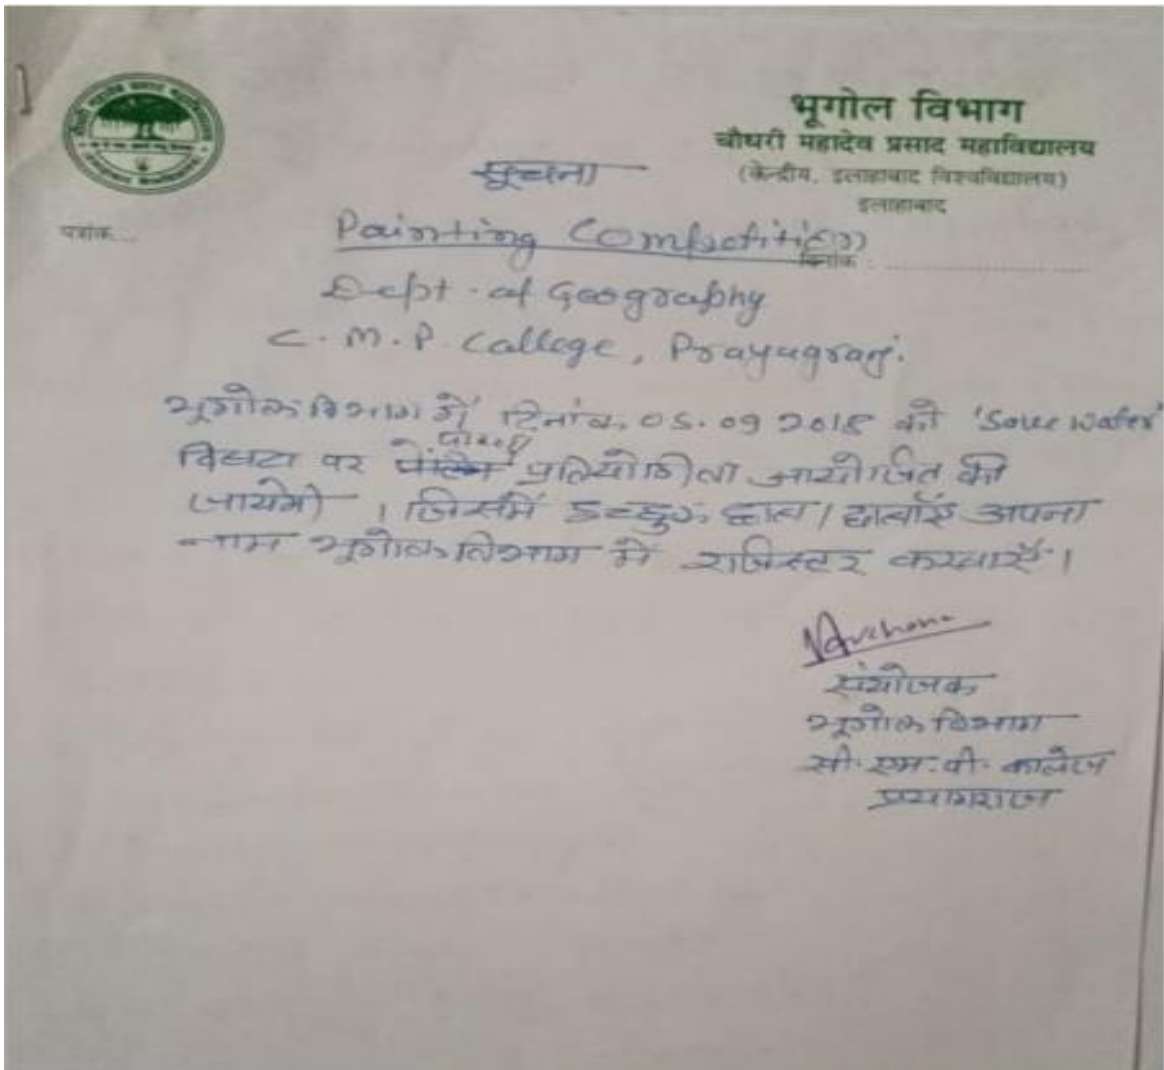 भूगोल विभाग
चौधरी महादेव प्रसाद महाविद्यालय
(केन्द्रीय, इलाहाबाद विश्वविद्यालय)
इलाहाबाद
सूचना
पत्रांक...
Painting Competition
दिनांक : ........................
Dept. of Geography
C.M.P. College, Prayagraj.
भूगोल विभाग में दिनांक 05.09 2018 को 'Save water'
विषय पर प्रतियोगिता आयोजित की
जायेगी । जिसमें इच्छुक छात्र / छात्राएँ अपना
नाम भूगोल विभाग में रजिस्टर करवाएँ।
Archana
संयोजक
भूगोल विभाग
सी. एम. पी. कालेज
प्रयागराज